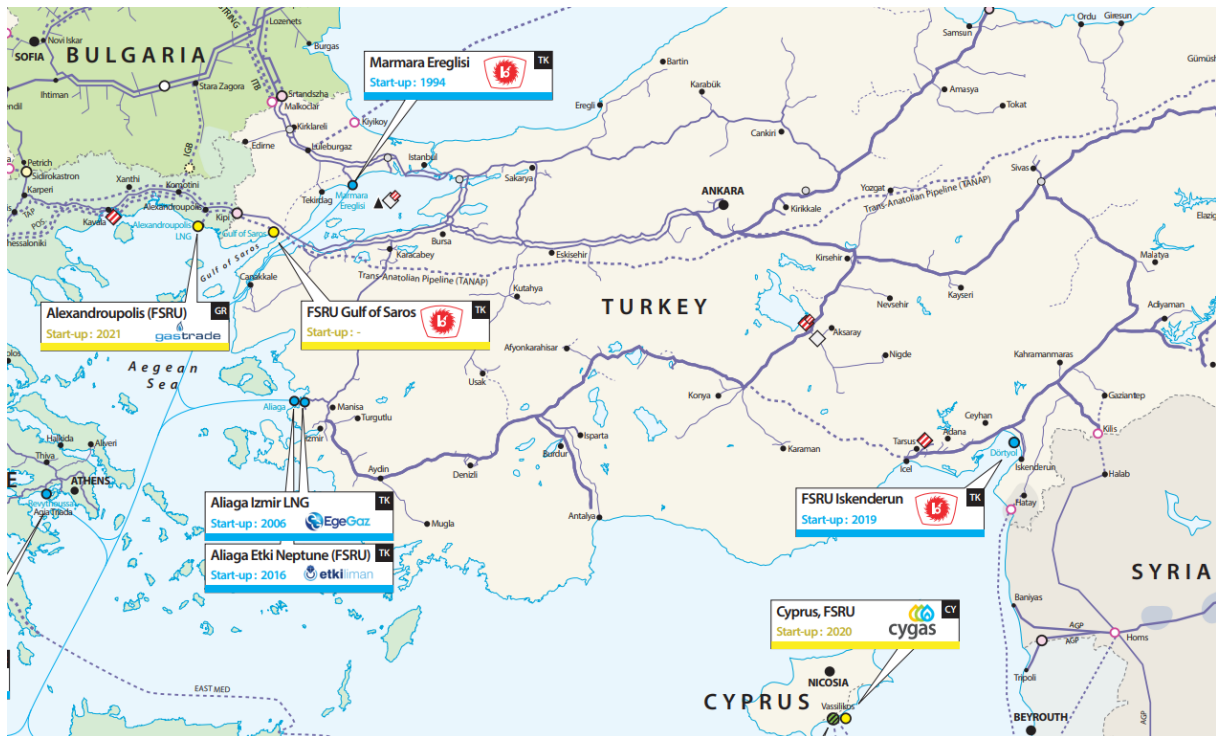 Novi Iskar
SOFIA
BULGARIA
Lozenets
Burgas
Ihtiman
Stara Zagora
ITB
Srtandszha
Malkoclar
Kiyikoy
Kirklareli
Edirne
Luleburgaz
IGB
Petrich
Sidirokastron
Karperi
Xanthi
Komotini
Alexandroupolis
Kipi
Kavala
TAP
Alexandroupolis
LNG
Gulf of Saros
Gulf of Saros
Tekirdag
Marmara
Ereglisi
Istanbul
Marmara Ereglisi
TK
Start-up : 1994
Bartin
Karabük
Eregli
Cankiri
Samsun
Ordu
Giresun
Amasya
Tokat
Sakarya
ANKARA
Kirikkale
Yozgat
Sivas
Trans-Anatolian Pipeline (TANAP)
Canakkale
Karacabey
Bursa
Eskisehir
Trans-Anatolian Pipeline (TANAP)
Kirsehir
Malatya
Alexandroupolis (FSRU)
GR
Start-up : 2021
gastrade
FSRU Gulf of Saros
TK
Start-up : -
Kutahya
TURKEY
Nevsehir
Kayseri
Adiyaman
Aksaray
Afyonkarahisar
Nigde
Kahramanmaras
Aegean
Sea
Usak
Konya
Gaziantep
Aliaga
Manisa
Turgutlu
Izmir
Ceyhan
Adana
Tarsus
Icel
Karaman
Dörtyol
Iskenderun
Kilis
Halab
Hatay
Halkida
Aliveri
Thiva
ATHENS
Revythoussa
Agia Triada
Aydin
Denizli
Isparta
Burdur
Mugla
Antalya
Aliaga Izmir LNG
TK
Start-up : 2006
EgeGaz
Aliaga Etki Neptune (FSRU)
TK
Start-up : 2016
etkiliman
FSRU Iskenderun
TK
Start-up : 2019
SYRIA
Cyprus, FSRU
CY
Start-up : 2020
cygas
Baniyas
AGP
AGP
Homs
Tripoli
AGP
EAST MED
NICOSIA
CYPRUS
Vassilikos
BEYROUTH